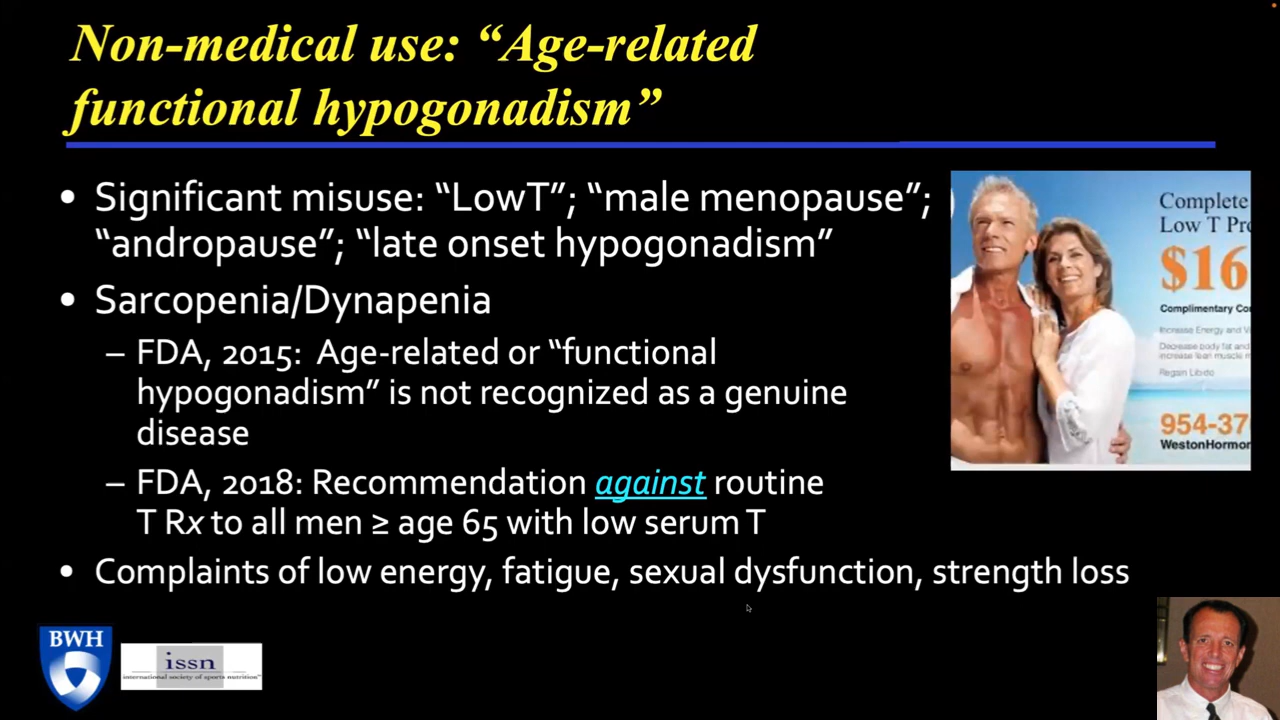 Non-medical use: “Age-related
functional hypogonadism”
• Significant misuse: “LowT”; “male menopause”;
“andropause”; “late onset hypogonadism”
• Sarcopenia/Dynapenia
– FDA, 2015: Age-related or “functional
hypogonadism” is not recognized as a genuine
disease
– FDA, 2018: Recommendation against routine
T Rx to all men ≥ age 65 with low serum T
• Complaints of low energy, fatigue, sexual dysfunction, strength loss
Complete
Low T Pr
$16
Complimentary Co
Increase Energy and V
Decrease body fat and
increase lean muscle m
Regain Libido
954-37
WestonHormon
BWH
issn
international society of sports nutrition